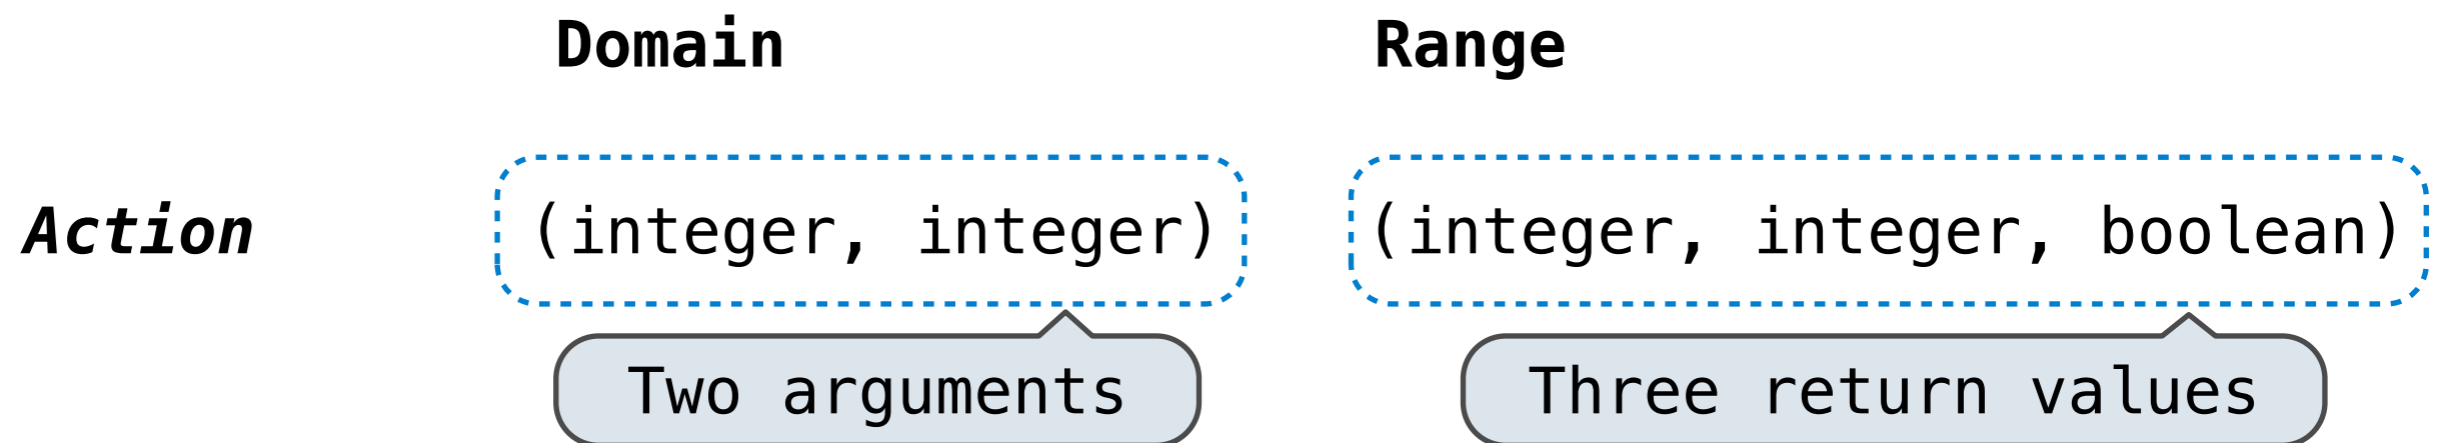 Domain Range
Action (integer, integer) (integer, integer, boolean)
Two arguments Three return values